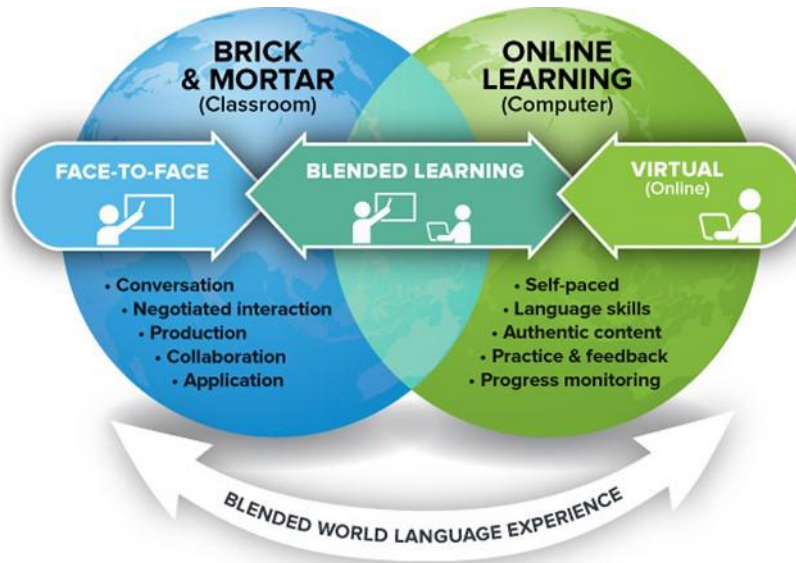 BRICK
& MORTAR
(Classroom)
ONLINE
LEARNING
(Computer)
FACE-TO-FACE
BLENDED LEARNING
VIRTUAL
(Online)
• Conversation
• Negotiated interaction
• Production
• Collaboration
• Application
• Self-paced
• Language skills
• Authentic content
• Practice & feedback
• Progress monitoring
BLENDED WORLD LANGUAGE EXPERIENCE